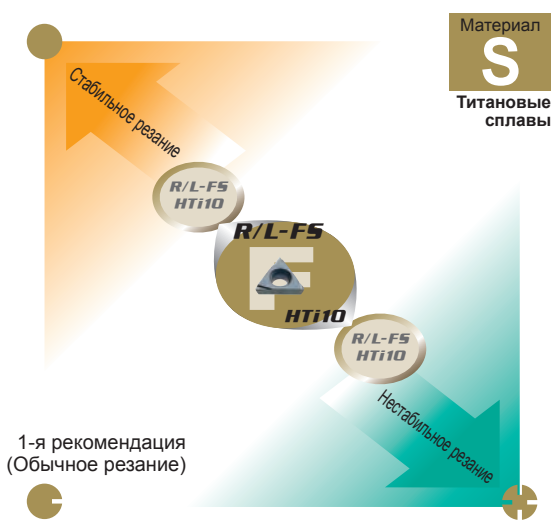 Материал
S
Титановые
сплавы
Стабильное резание
R/L-FS
HTi10
R/L-FS
F
HTi10
R/L-FS
HTi10
Нестабильное резание
1-я рекомендация
(Обычное резание)